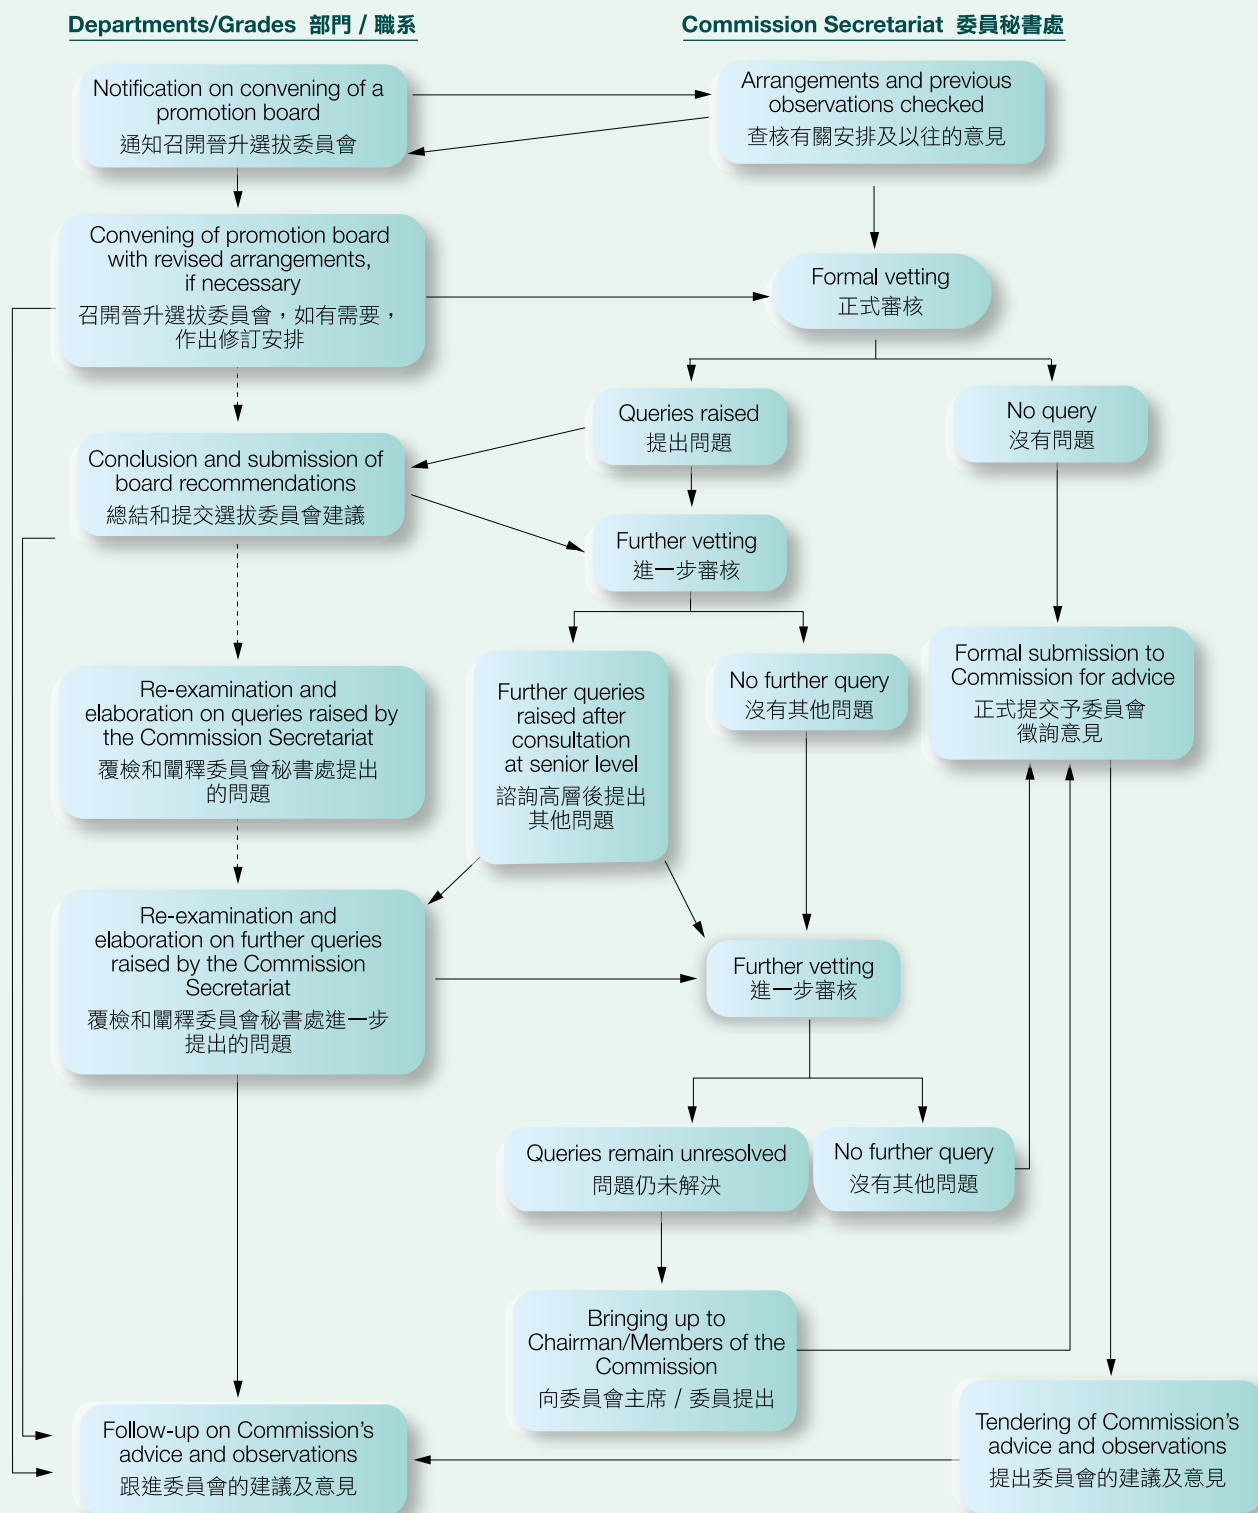 Departments/Grades 部門 / 職系
Commission Secretariat 委員秘書處
Notification on convening of a
promotion board
通知召開晉升選拔委員會
Arrangements and previous
observations checked
查核有關安排及以往的意見
Convening of promotion board
with revised arrangements,
if necessary
召開晉升選拔委員會，如有需要，
作出修訂安排
Formal vetting
正式審核
Queries raised
提出問題
No query
沒有問題
Conclusion and submission of
board recommendations
總結和提交選拔委員會建議
Further vetting
進一步審核
Re-examination and
elaboration on queries raised by
the Commission Secretariat
覆檢和闡釋委員會秘書處提出
的問題
Further queries
raised after
consultation
at senior level
諮詢高層後提出
其他問題
No further query
沒有其他問題
Formal submission to
Commission for advice
正式提交予委員會
徵詢意見
Re-examination and
elaboration on further queries
raised by the Commission
Secretariat
覆檢和闡釋委員會秘書處進一步
提出的問題
Further vetting
進一步審核
Queries remain unresolved
問題仍未解決
No further query
沒有其他問題
Bringing up to
Chairman/Members of the
Commission
向委員會主席 / 委員提出
Follow-up on Commission's
advice and observations
跟進委員會的建議及意見
Tendering of Commission's
advice and observations
提出委員會的建議及意見